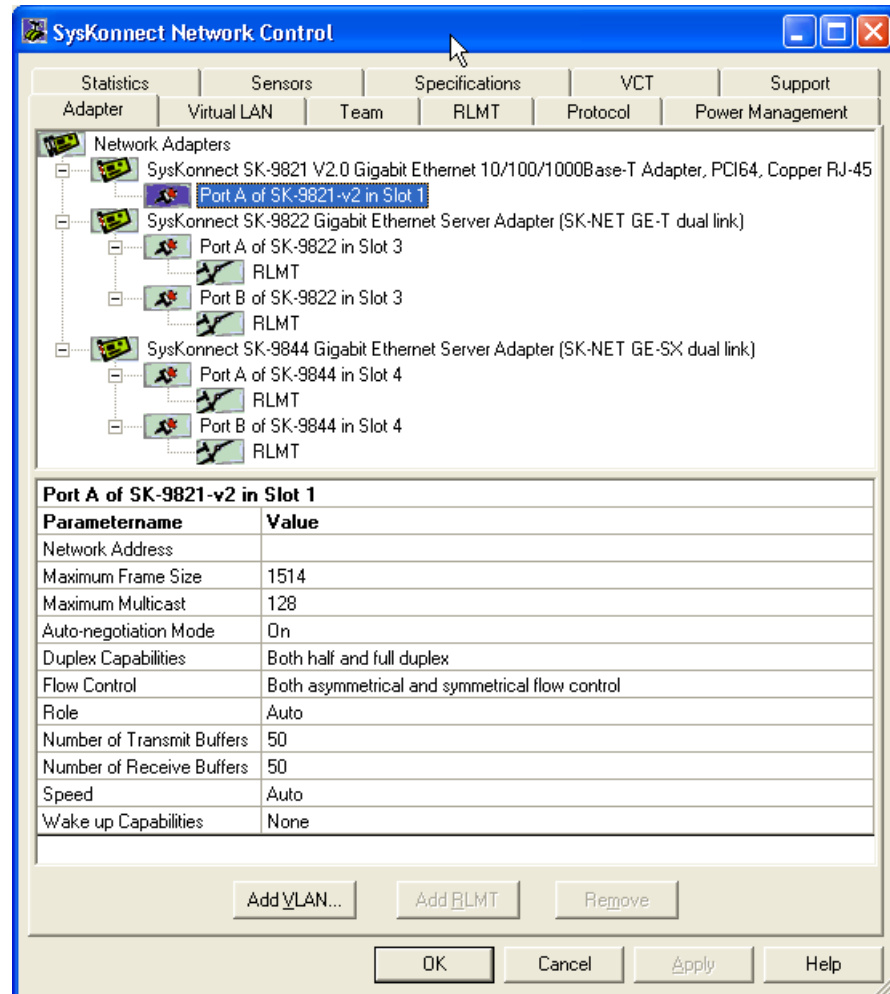 SysKonnect Network Control
Statistics Sensors Specifications VCT Support
Adapter Virtual LAN Team RLMT Protocol Power Management
Network Adapters
SysKonnect SK-9821 V2.0 Gigabit Ethernet 10/100/1000Base-T Adapter, PCI64, Copper RJ-45
Port A of SK-9821-v2 in Slot 1
SysKonnect SK-9822 Gigabit Ethernet Server Adapter (SK-NET GE-T dual link)
Port A of SK-9822 in Slot 3
RLMT
Port B of SK-9822 in Slot 3
RLMT
SysKonnect SK-9844 Gigabit Ethernet Server Adapter (SK-NET GE-SX dual link)
Port A of SK-9844 in Slot 4
RLMT
Port B of SK-9844 in Slot 4
RLMT
Port A of SK-9821-v2 in Slot 1
Parametername Value
Network Address
Maximum Frame Size 1514
Maximum Multicast 128
Auto-negotiation Mode On
Duplex Capabilities Both half and full duplex
Flow Control Both asymmetrical and symmetrical flow control
Role Auto
Number of Transmit Buffers 50
Number of Receive Buffers 50
Speed Auto
Wake up Capabilities None
Add VLAN... Add RLMT Remove
OK Cancel Apply Help